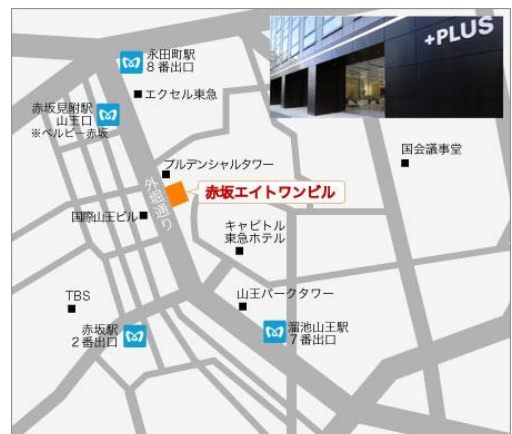 +PLUS
永田町駅
8番出口
エクセル東急
赤坂見附駅
山王口
※ベルビー赤坂
国会議事堂
プルデンシャルタワー
外堀通り
赤坂エイトワンビル
国際山王ビル
キャピトル
東急ホテル
TBS
山王パークタワー
赤坂駅
2番出口
溜池山王駅
7番出口